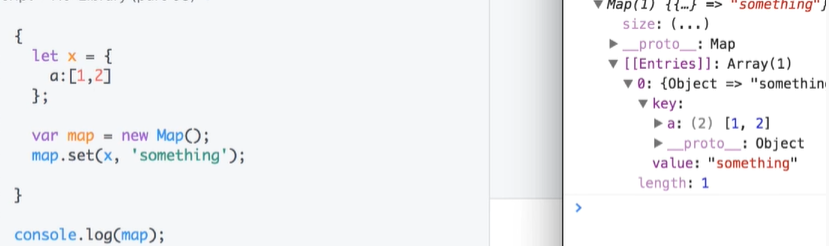 {
let x = {
a:[1,2]
};
var map = new Map();
map.set(x, 'something');
}
console.log(map);
▼Map(1) {{…} => "something"}
size: (...)
▶__proto__: Map
▼[[Entries]]: Array(1)
▼0: {Object => "somethin
▼key:
▶a: (2) [1, 2]
▶__proto__: Object
value: "something"
length: 1
>